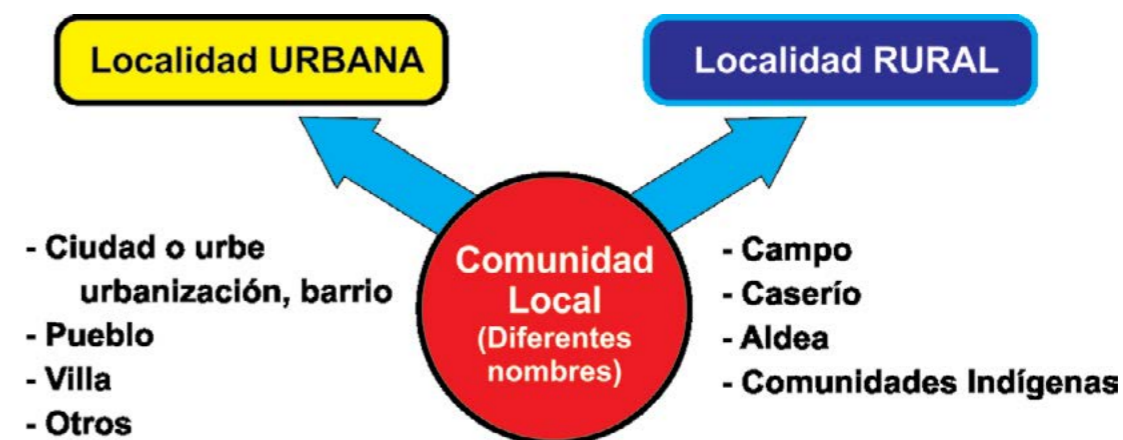 Localidad URBANA
Localidad RURAL
Comunidad
Local
(Diferentes
nombres)
- Ciudad o urbe
urbanización, barrio
- Pueblo
- Villa
- Otros
- Campo
- Caserío
- Aldea
- Comunidades Indígenas